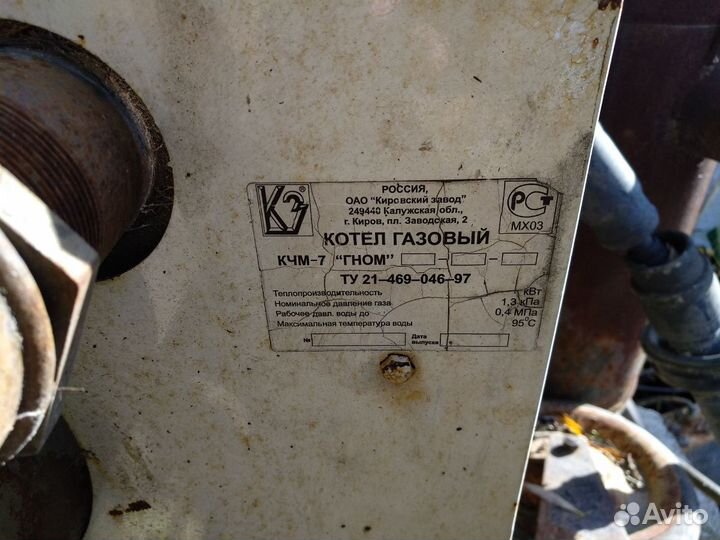 КЗ ®
РОССИЯ,
ОАО "Кировский завод"
249440 Калужская обл.,
г. Киров, пл. Заводская, 2
РСТ
МХ03
КОТЕЛ ГАЗОВЫЙ
КЧМ-7 "ГНОМ" - -
ТУ 21-469-046-97
Теплопроизводительность кВт
Номинальное давление газа 1,3 кПа
Рабочее давл. воды до 0,4 МПа
Максимальная температура воды 95°С
№ Дата выпуска
Avito